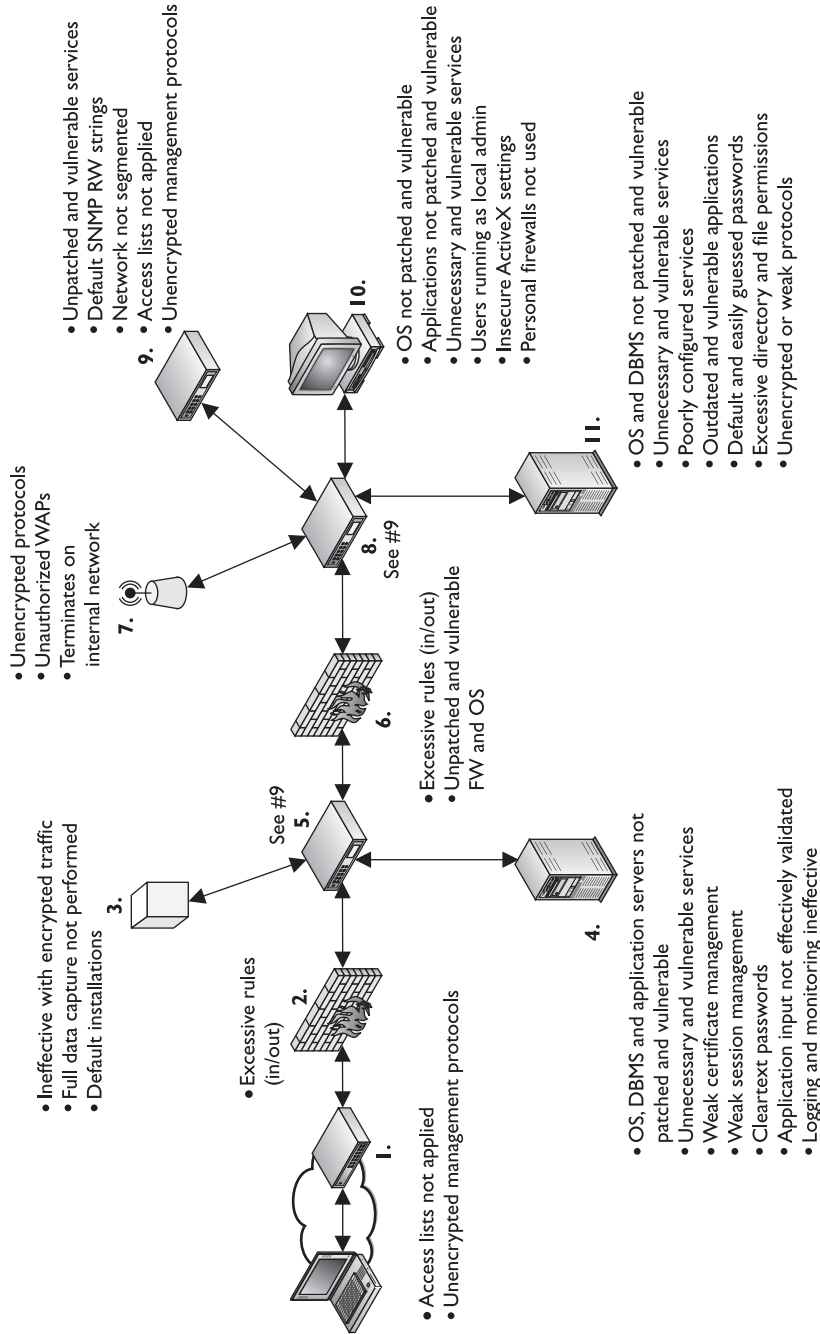 • Access lists not applied
• Unencrypted management protocols
1.
• Excessive rules
(in/out)
2.
• Ineffective with encrypted traffic
• Full data capture not performed
• Default installations
3.
4.
• OS, DBMS and application servers not
patched and vulnerable
• Unnecessary and vulnerable services
• Weak certificate management
• Weak session management
• Cleartext passwords
• Application input not effectively validated
• Logging and monitoring ineffective
See #9
5.
6.
• Excessive rules (in/out)
• Unpatched and vulnerable
FW and OS
• Unencrypted protocols
• Unauthorized WAPs
• Terminates on
internal network
7.
8.
See #9
• Unpatched and vulnerable services
• Default SNMP RW strings
• Network not segmented
• Access lists not applied
• Unencrypted management protocols
9.
10.
• OS not patched and vulnerable
• Applications not patched and vulnerable
• Unnecessary and vulnerable services
• Users running as local admin
• Insecure ActiveX settings
• Personal firewalls not used
11.
• OS and DBMS not patched and vulnerable
• Unnecessary and vulnerable services
• Poorly configured services
• Outdated and vulnerable applications
• Default and easily guessed passwords
• Excessive directory and file permissions
• Unencrypted or weak protocols